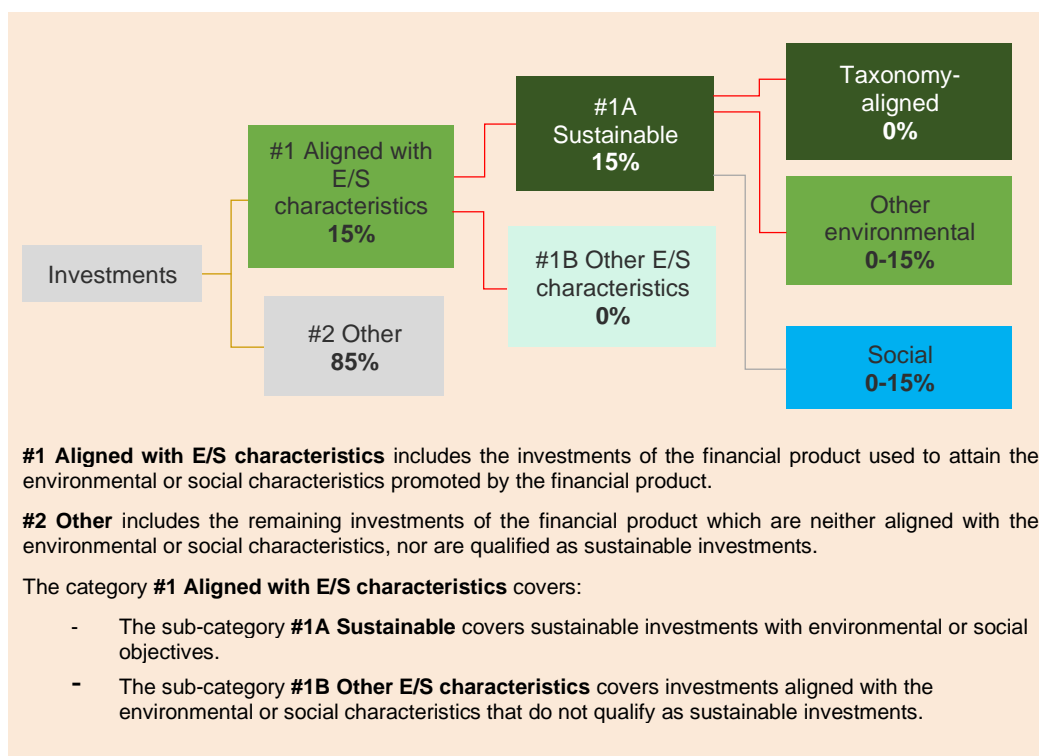 Investments
#1 Aligned with
E/S
characteristics
15%
#2 Other
85%
#1A
Sustainable
15%
#1B Other E/S
characteristics
0%
Taxonomy-
aligned
0%
Other
environmental
0-15%
Social
0-15%
#1 Aligned with E/S characteristics includes the investments of the financial product used to attain the
environmental or social characteristics promoted by the financial product.
#2 Other includes the remaining investments of the financial product which are neither aligned with the
environmental or social characteristics, nor are qualified as sustainable investments.
The category #1 Aligned with E/S characteristics covers:
- The sub-category #1A Sustainable covers sustainable investments with environmental or social
objectives.
- The sub-category #1B Other E/S characteristics covers investments aligned with the
environmental or social characteristics that do not qualify as sustainable investments.